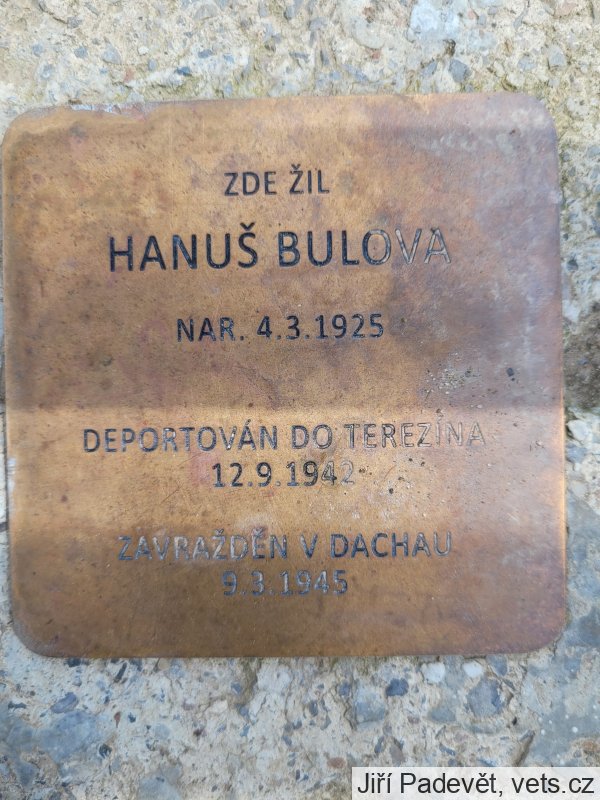 ZDE ŽIL
HANUŠ BULOVA
NAR. 4.3.1925
DEPORTOVÁN DO TEREZÍNA
12.9.1942
ZAVRAŽDĚN V DACHAU
9.3.1945
Jiří Padevět, vets.cz